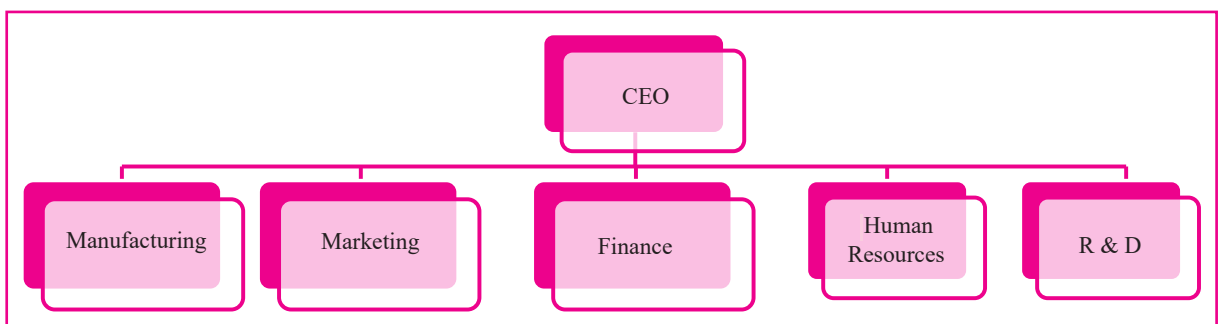 CEO
Manufacturing
Marketing
Finance
Human
Resources
R & D